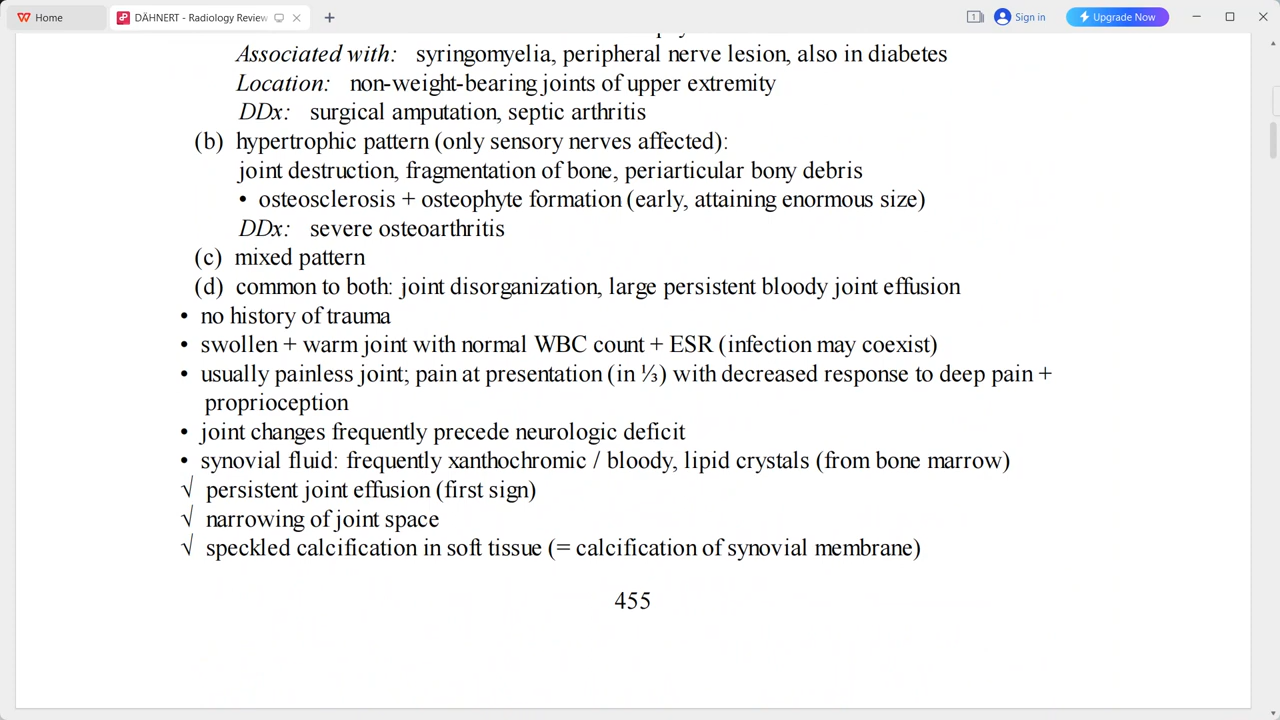 Home
DÄHNERT - Radiology Review
1
Sign in
Upgrade Now
Associated with: syringomyelia, peripheral nerve lesion, also in diabetes
Location: non-weight-bearing joints of upper extremity
DDx: surgical amputation, septic arthritis
(b) hypertrophic pattern (only sensory nerves affected):
joint destruction, fragmentation of bone, periarticular bony debris
• osteosclerosis + osteophyte formation (early, attaining enormous size)
DDx: severe osteoarthritis
(c) mixed pattern
(d) common to both: joint disorganization, large persistent bloody joint effusion
• no history of trauma
• swollen + warm joint with normal WBC count + ESR (infection may coexist)
• usually painless joint; pain at presentation (in ⅓) with decreased response to deep pain +
proprioception
• joint changes frequently precede neurologic deficit
• synovial fluid: frequently xanthochromic / bloody, lipid crystals (from bone marrow)
√ persistent joint effusion (first sign)
√ narrowing of joint space
√ speckled calcification in soft tissue (= calcification of synovial membrane)
455